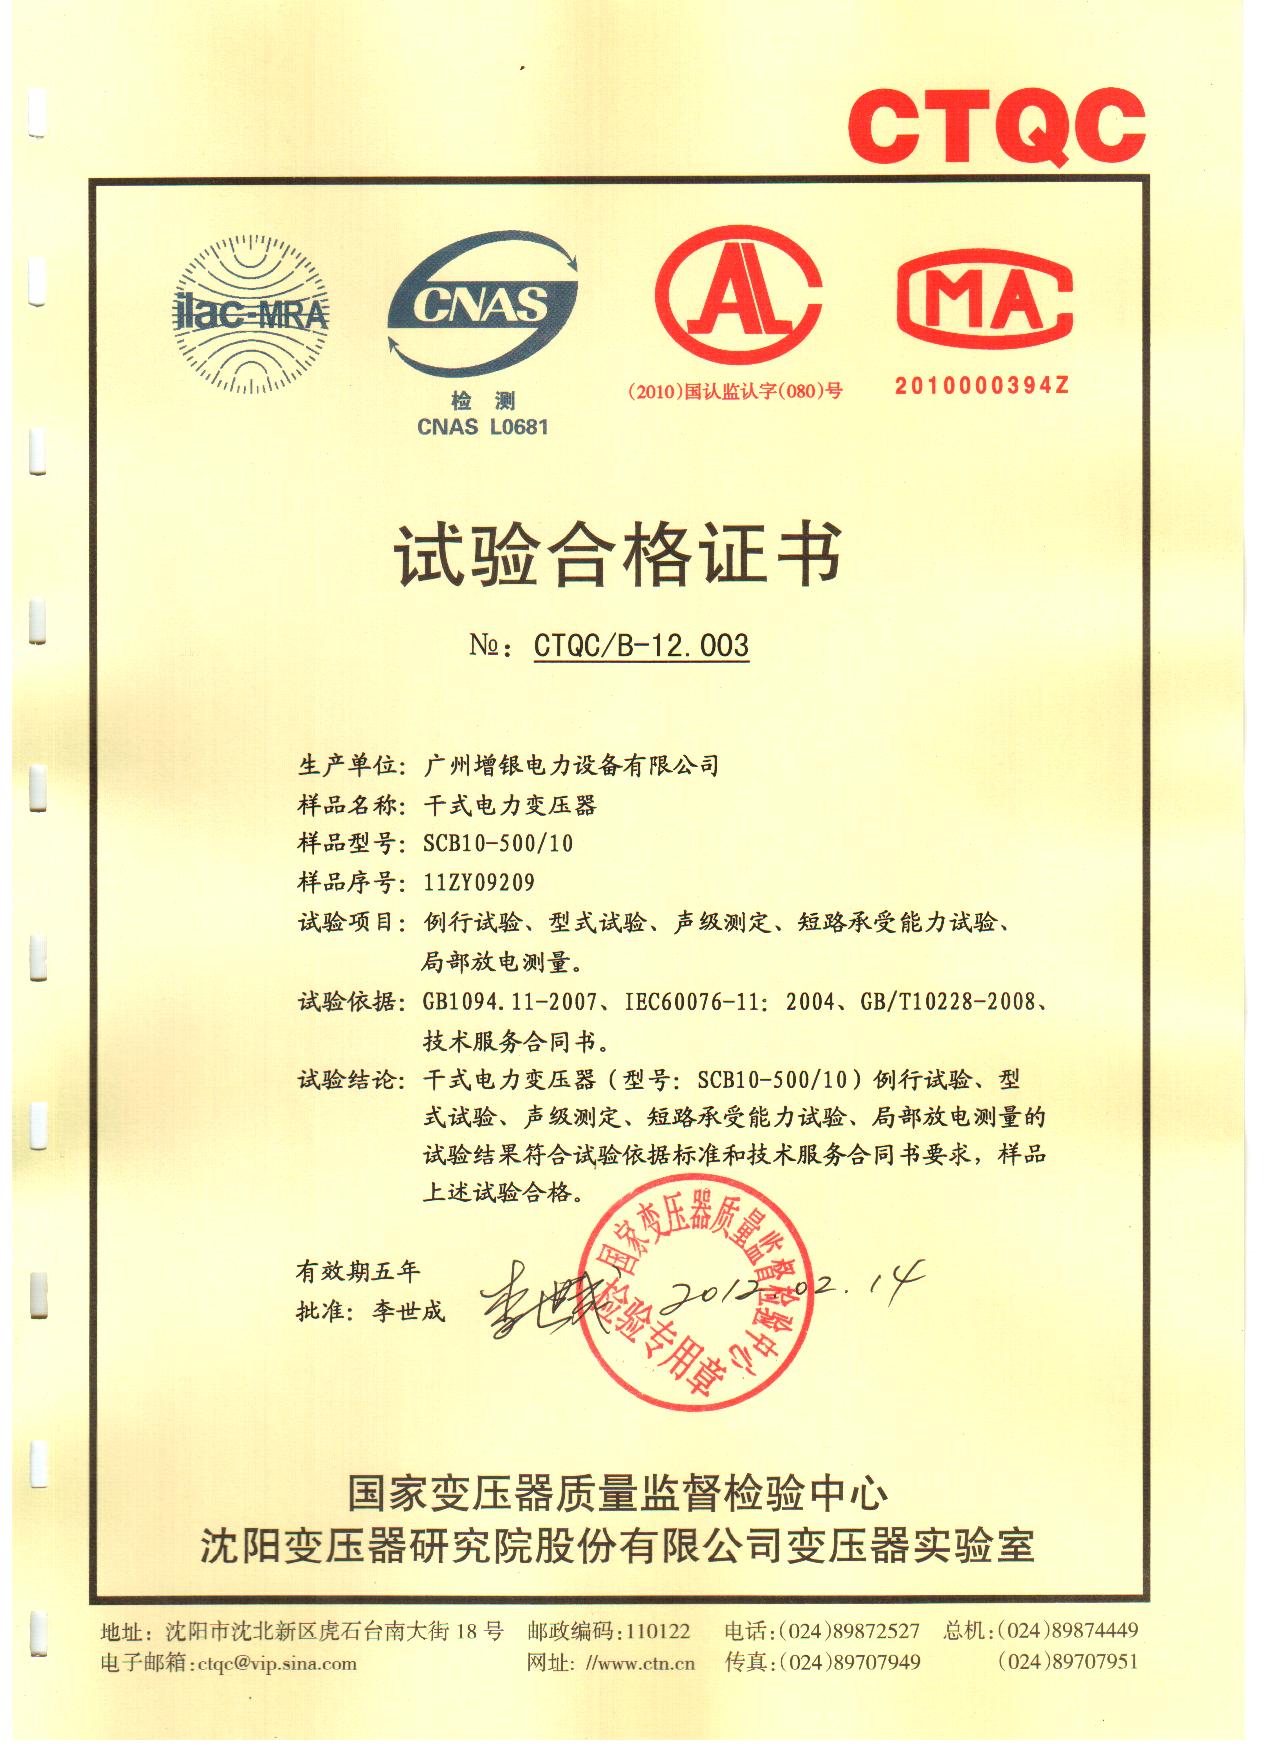 CTQC
ilac-MRA
CNAS
检 测
CNAS L0681
CAL
(2010)国认监认字(080)号
CMA
2010000394Z
试验合格证书
№: CTQC/B-12.003
生产单位: 广州增银电力设备有限公司
样品名称: 干式电力变压器
样品型号: SCB10-500/10
样品序号: 11ZY09209
试验项目: 例行试验、型式试验、声级测定、短路承受能力试验、
局部放电测量。
试验依据: GB1094.11-2007、IEC60076-11: 2004、GB/T10228-2008、
技术服务合同书。
试验结论: 干式电力变压器(型号: SCB10-500/10)例行试验、型
式试验、声级测定、短路承受能力试验、局部放电测量的
试验结果符合试验依据标准和技术服务合同书要求，样品
上述试验合格。
国家变压器质量监督检验中心
检验专用章
有效期五年
批准: 李世成 李世成 2012.02.14
国家变压器质量监督检验中心
沈阳变压器研究院股份有限公司变压器实验室
地址: 沈阳市沈北新区虎石台南大街 18 号 邮政编码:110122 电话:(024)89872527 总机:(024)89874449
电子邮箱:ctqc@vip.sina.com 网址: //www.ctn.cn 传真:(024)89707949 (024)89707951